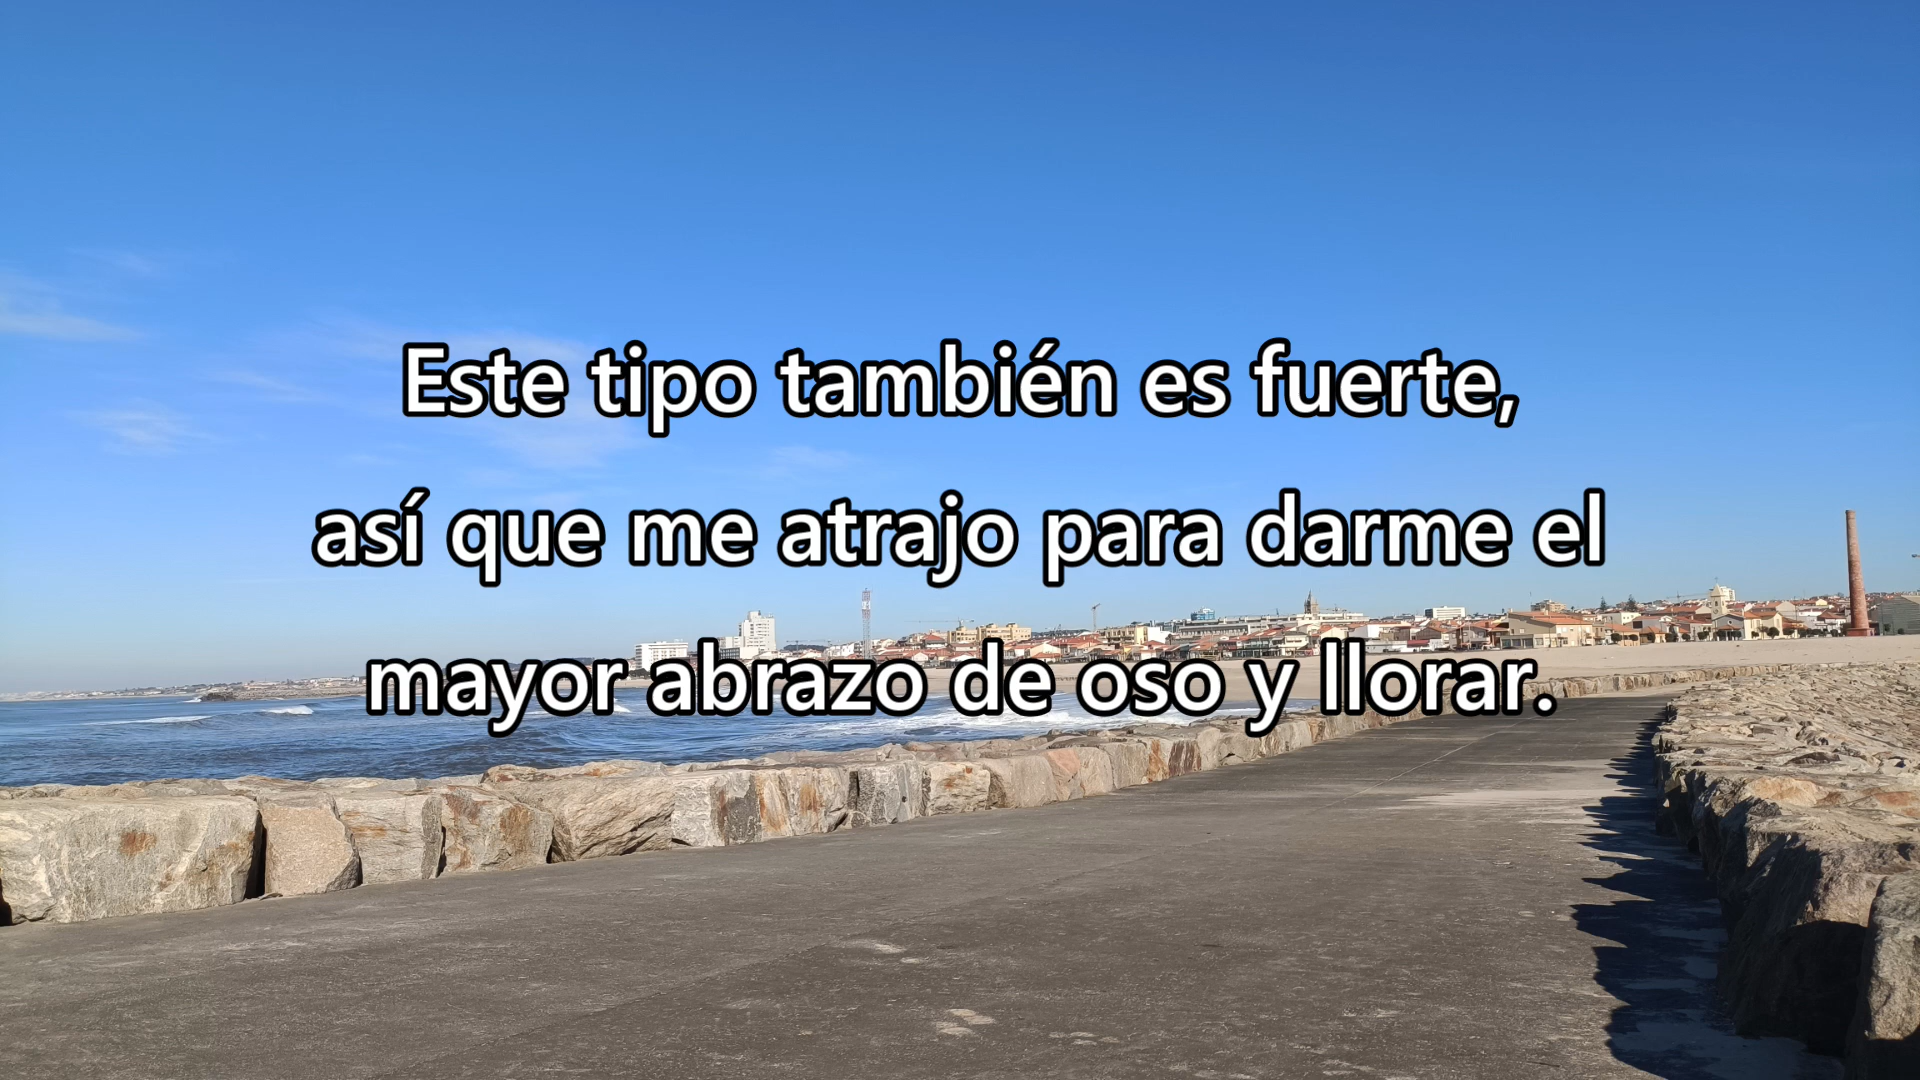 Este tipo también es fuerte,
así que me atrajo para darme el
mayor abrazo de oso y llorar.